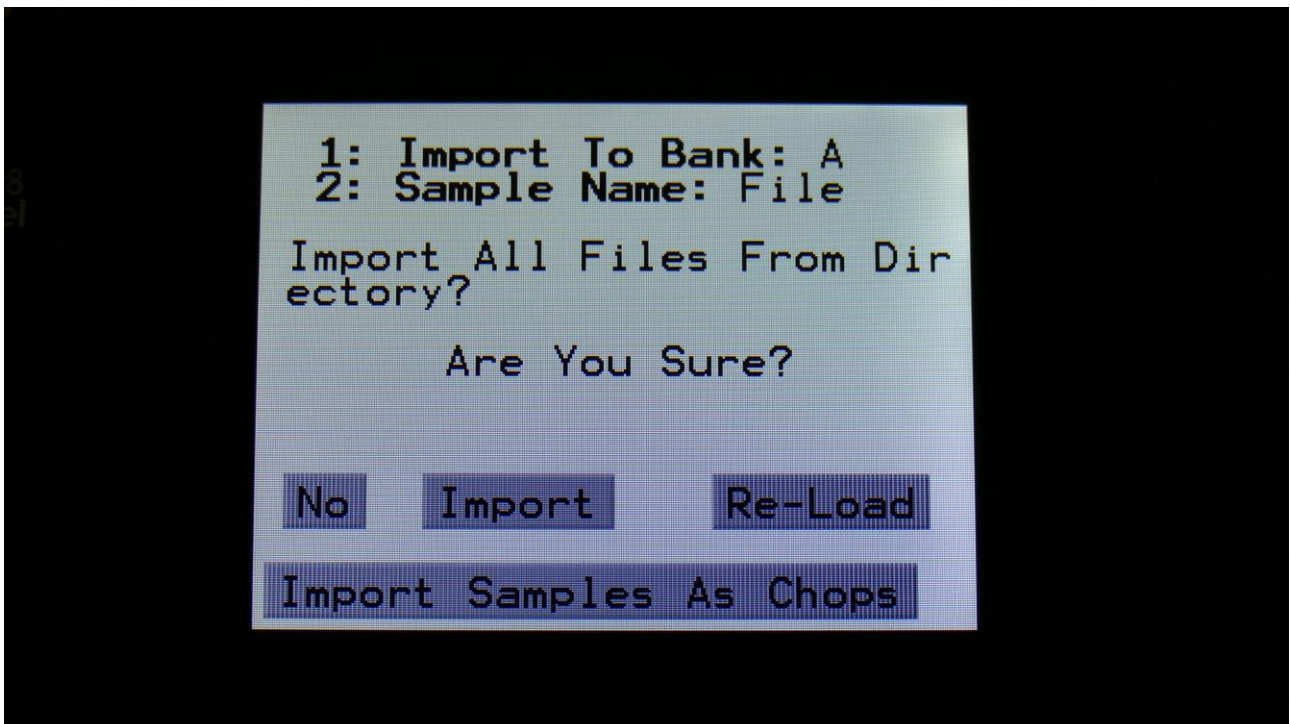 1: Import To Bank: A
2: Sample Name: File
Import All Files From Dir
ectory?
Are You Sure?
No Import Re-Load
Import Samples As Chops